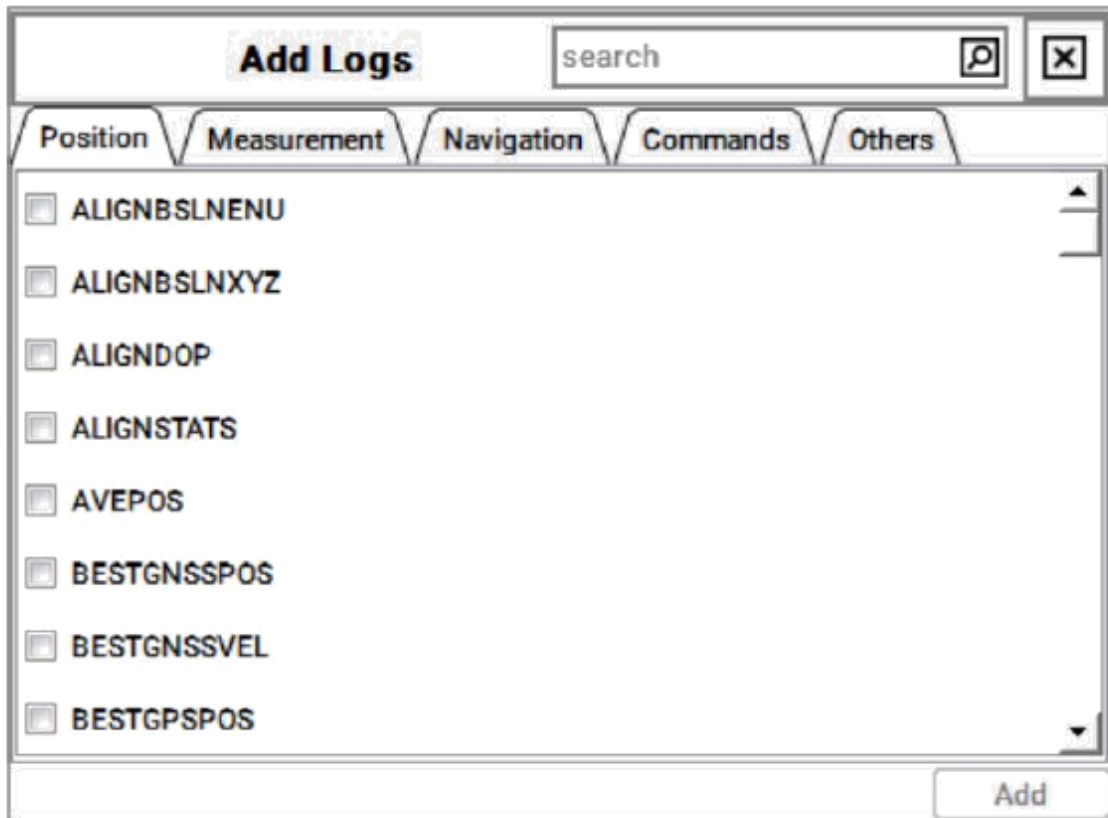 Add Logs search
Position Measurement Navigation Commands Others
ALIGNBSLNENU
ALIGNBSLNXYZ
ALIGNDOP
ALIGNSTATS
AVEPOS
BESTGNSSPOS
BESTGNSSVEL
BESTGPSPOS
Add